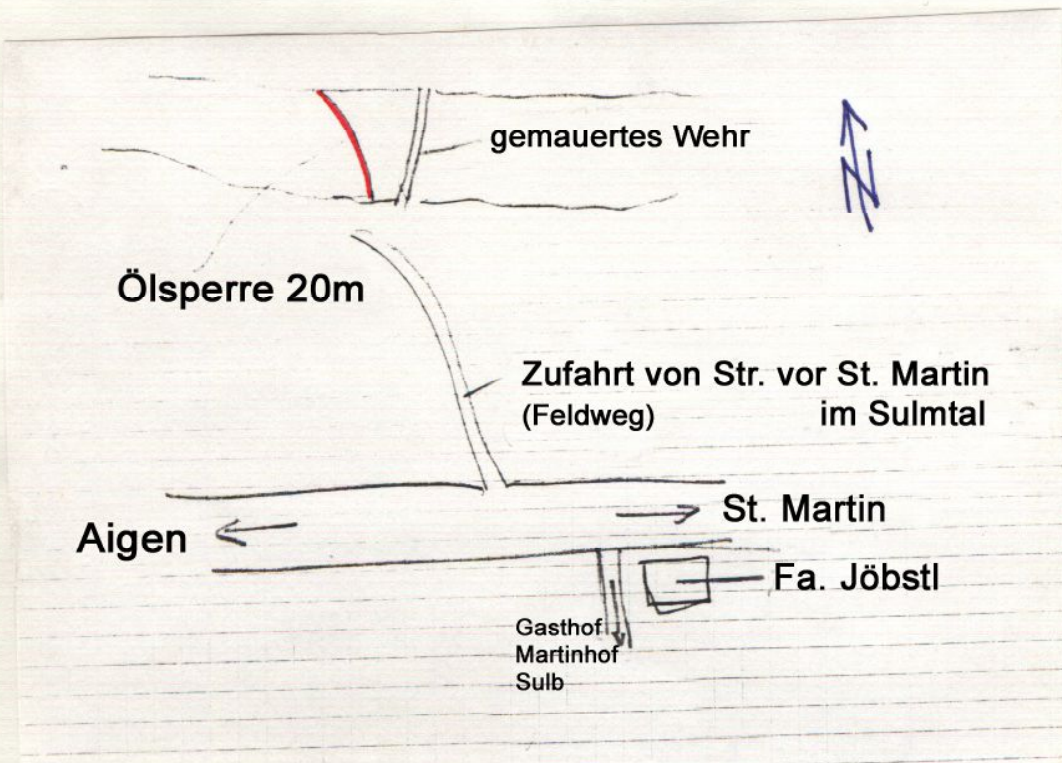 gemauertes Wehr
N
Ölsperre 20m
Zufahrt von Str. vor St. Martin
(Feldweg) im Sulmtal
St. Martin
Aigen
Fa. Jöbstl
Gasthof
Martinhof
Sulb